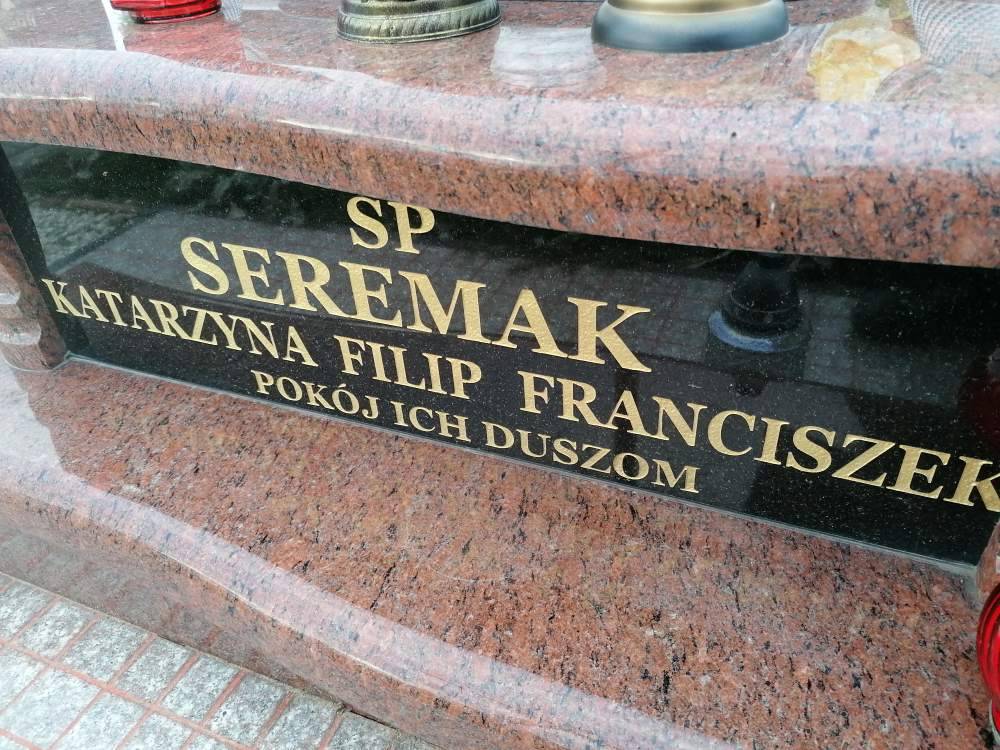 SP
SEREMAK
KATARZYNA FILIP FRANCISZEK
POKÓJ ICH DUSZOM